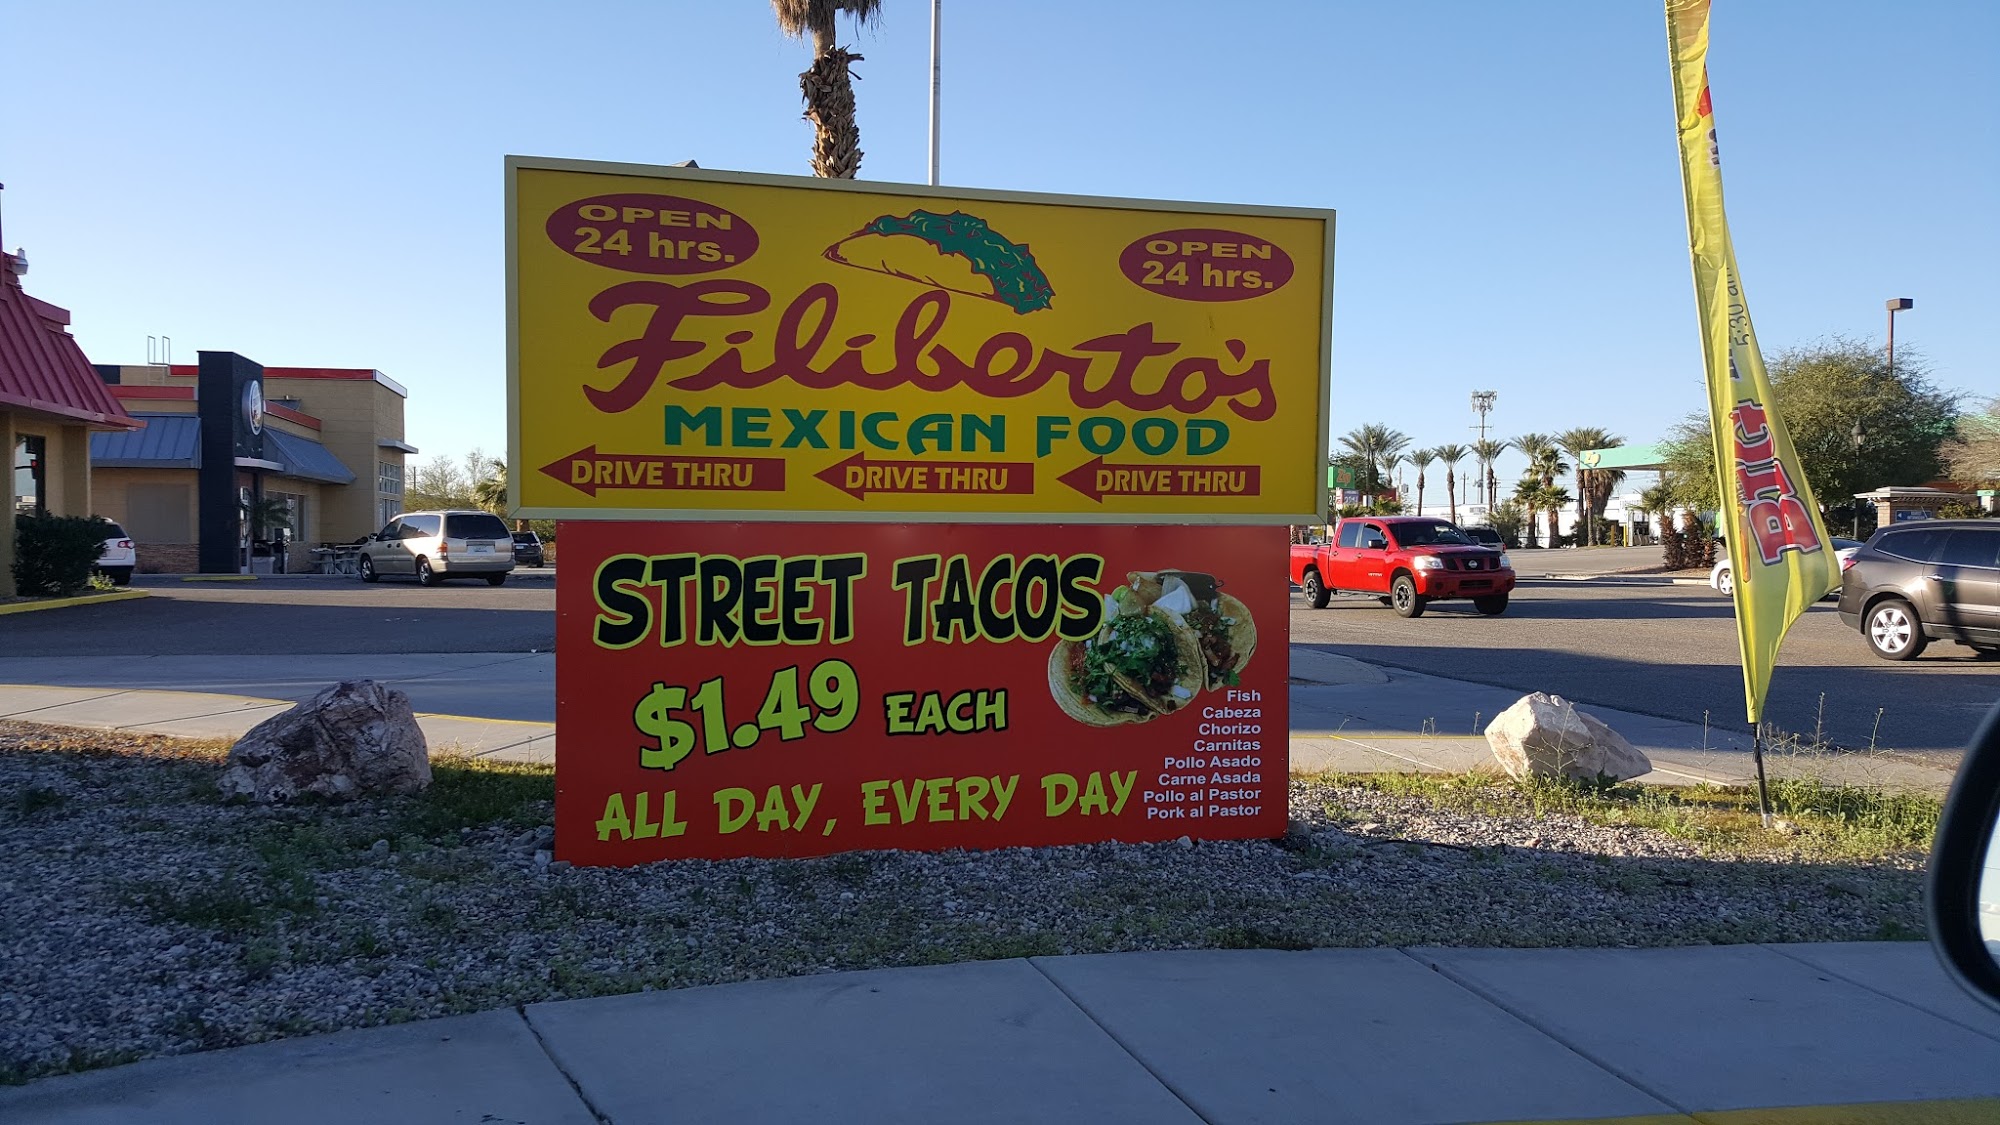 OPEN
24 hrs.
OPEN
24 hrs.
Filiberto's
MEXICAN FOOD
DRIVE THRU
DRIVE THRU
DRIVE THRU
STREET TACOS
$1.49 EACH
ALL DAY, EVERY DAY
Fish
Cabeza
Chorizo
Carnitas
Pollo Asado
Carne Asada
Pollo al Pastor
Pork al Pastor
BIG